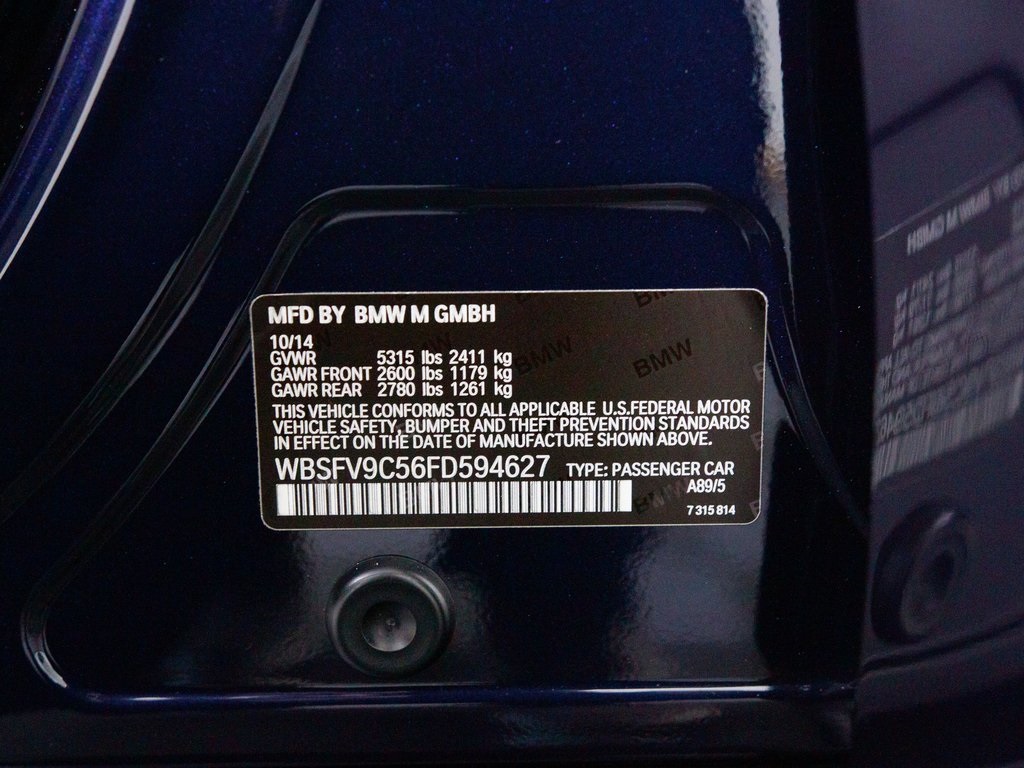 MFD BY BMW M GMBH
10/14
GVWR 5315 lbs 2411 kg
GAWR FRONT 2600 lbs 1179 kg
GAWR REAR 2780 lbs 1261 kg
THIS VEHICLE CONFORMS TO ALL APPLICABLE U.S.FEDERAL MOTOR
VEHICLE SAFETY, BUMPER AND THEFT PREVENTION STANDARDS
IN EFFECT ON THE DATE OF MANUFACTURE SHOWN ABOVE.
WBSFV9C56FD594627 TYPE: PASSENGER CAR
A89/5
7 315 814
BMW
BMW